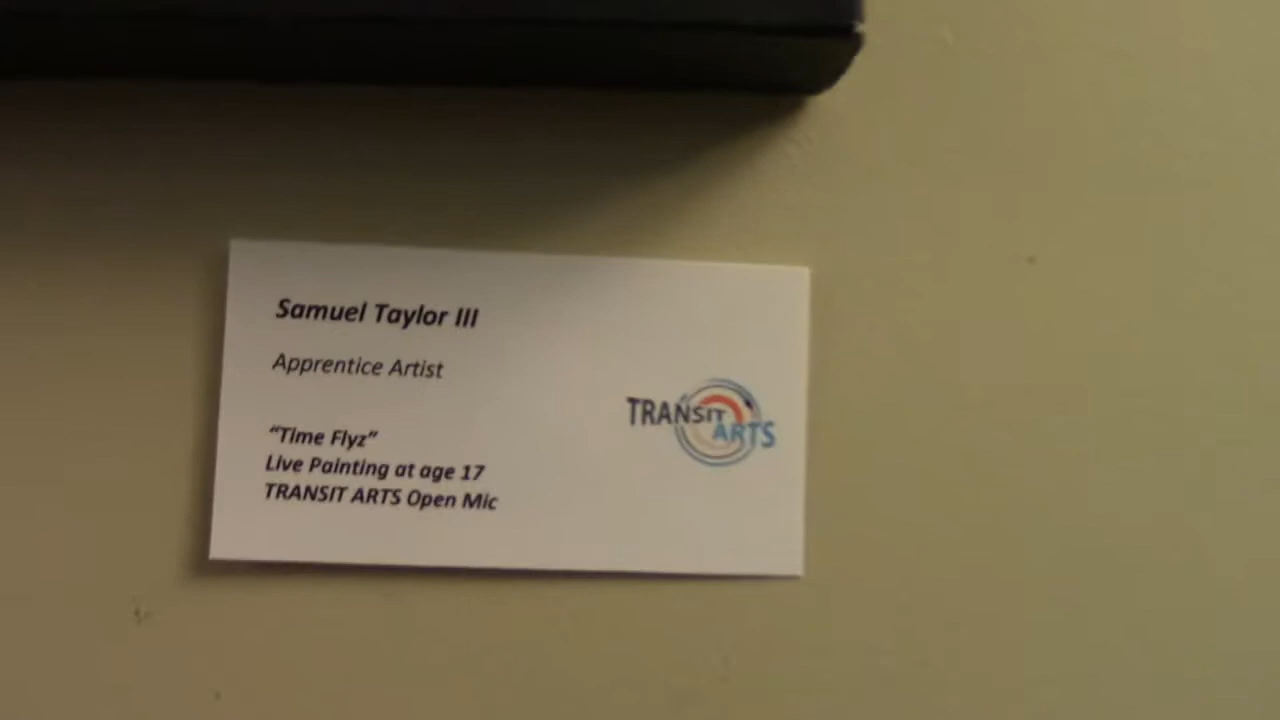 Samuel Taylor III
Apprentice Artist
"Time Flyz"
Live Painting at age 17
TRANSIT ARTS Open Mic
TRANSIT
ARTS